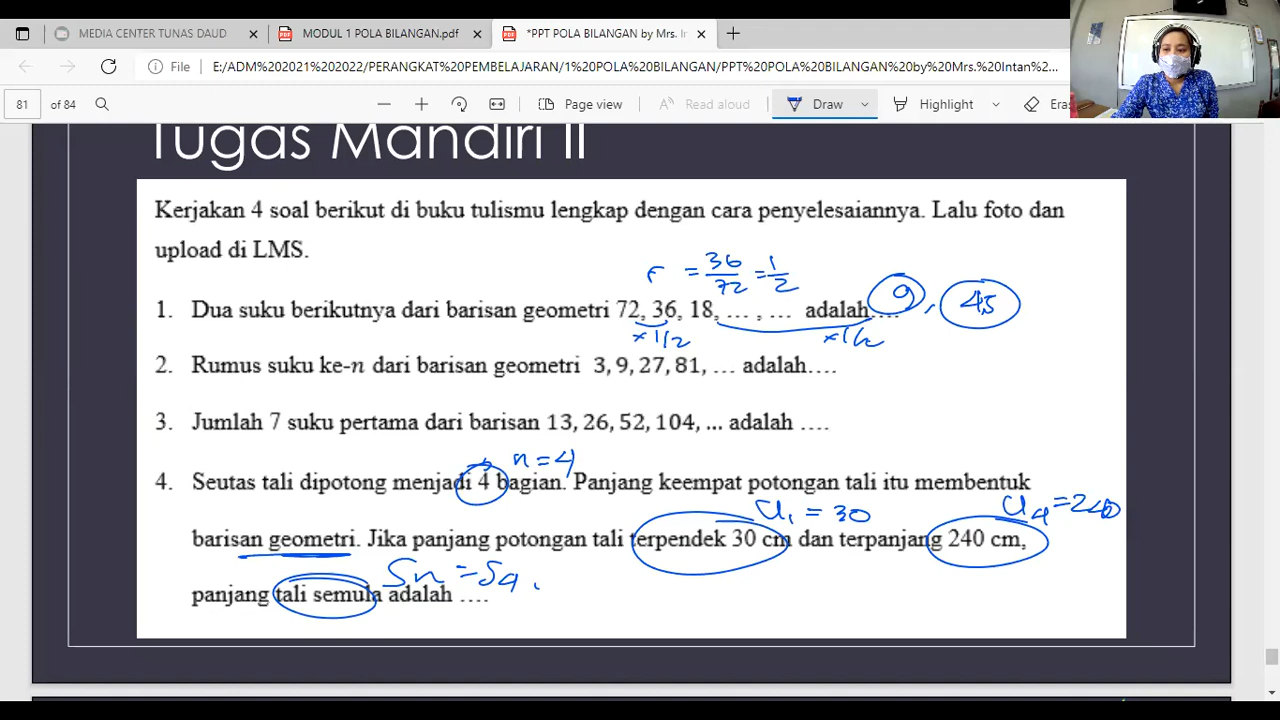 MEDIA CENTER TUNAS DAUD
MODUL 1 POLA BILANGAN.pdf
*PPT POLA BILANGAN by Mrs. In
File
E:/ADM%202021%202022/PERANGKAT%20PEMBELAJARAN/1%20POLA%20BILANGAN/PPT%20POLA%20BILANGAN%20by%20Mrs.%20Intan%2...
81 of 84
Page view
Read aloud
Draw
Highlight
Eras
Tugas Mandiri II
Kerjakan 4 soal berikut di buku tulismu lengkap dengan cara penyelesaiannya. Lalu foto dan
upload di LMS.
r = 36/72 = 1/2
1. Dua suku berikutnya dari barisan geometri 72, 36, 18, … , … adalah…. 9, 4,5
×1/2 ×1/2
2. Rumus suku ke-n dari barisan geometri 3, 9, 27, 81, … adalah….
3. Jumlah 7 suku pertama dari barisan 13, 26, 52, 104, ... adalah ….
n = 4
4. Seutas tali dipotong menjadi 4 bagian. Panjang keempat potongan tali itu membentuk
U1 = 30 U4 = 240
barisan geometri. Jika panjang potongan tali terpendek 30 cm dan terpanjang 240 cm,
Sn = S4
panjang tali semula adalah ….